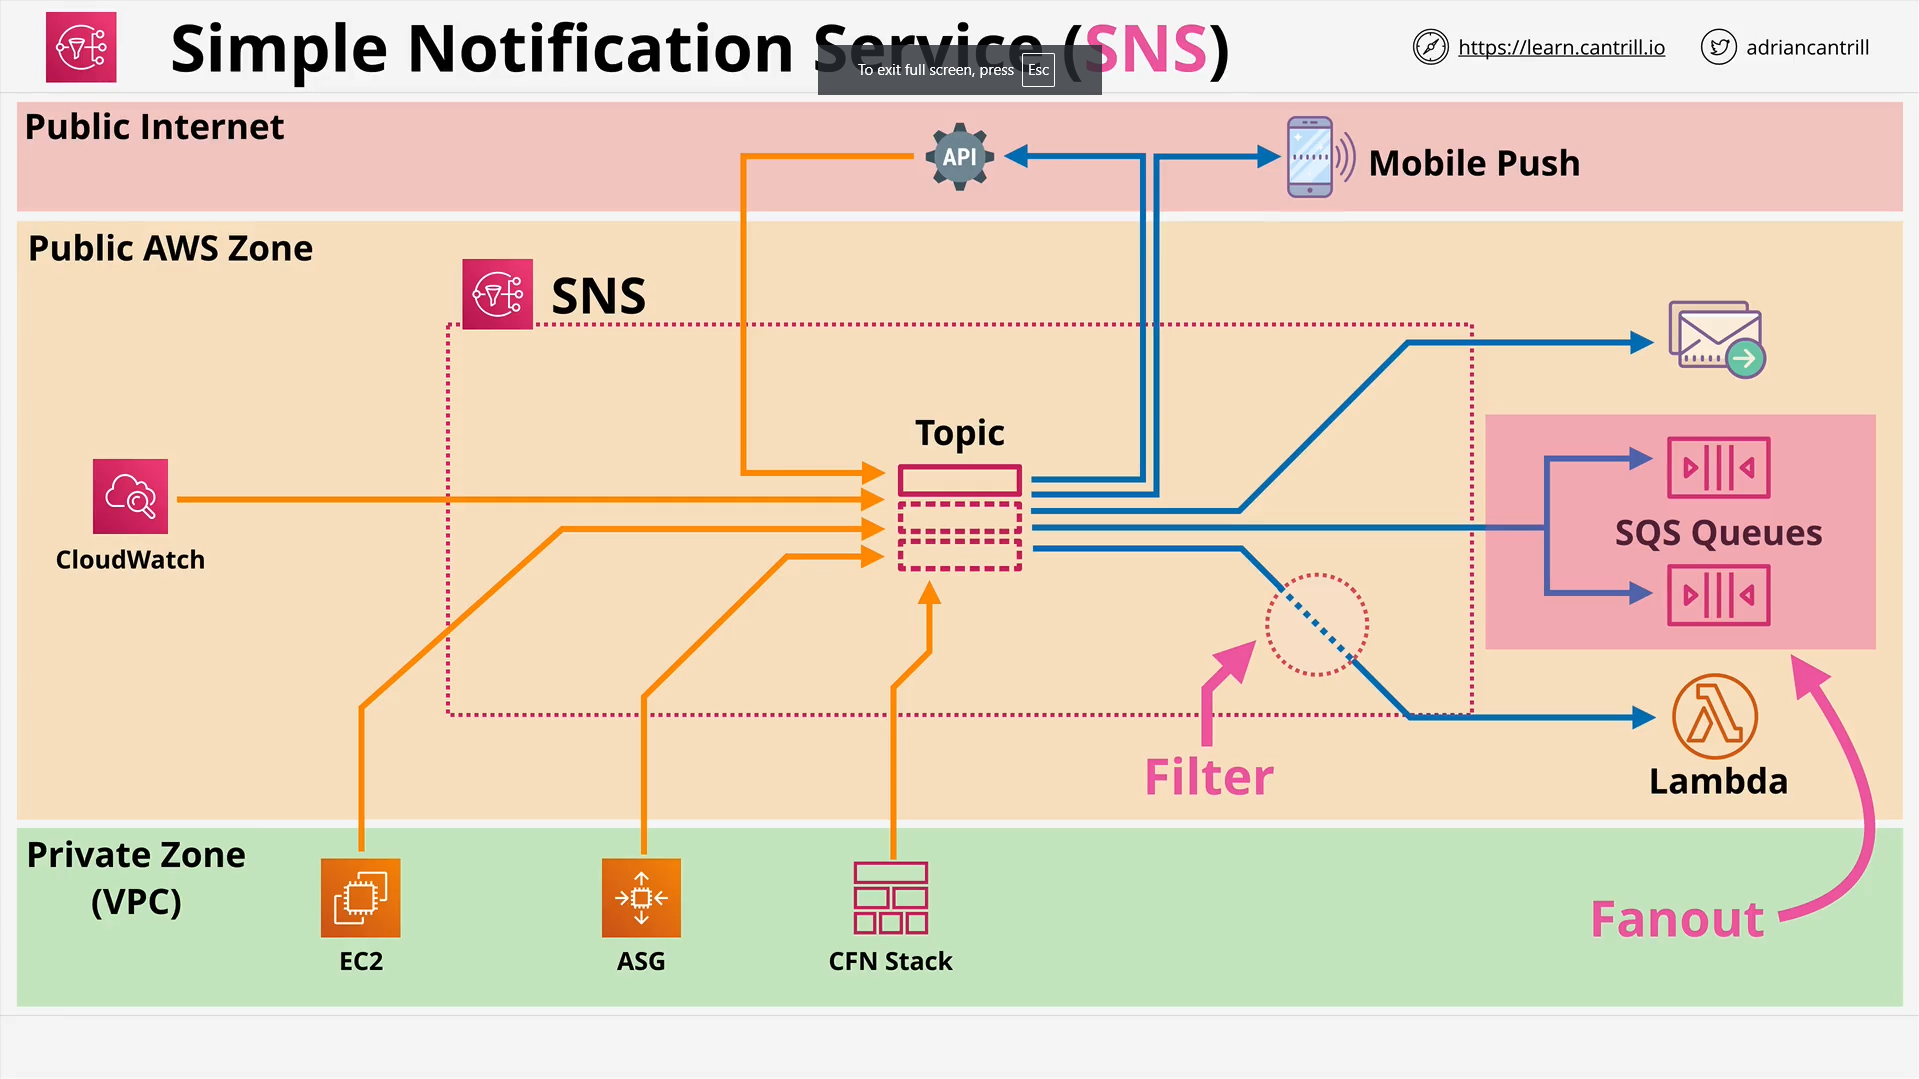 Simple Notification Service (SNS)
https://learn.cantrill.io
adriancantrill
To exit full screen, press Esc
Public Internet
API
Mobile Push
Public AWS Zone
SNS
Topic
CloudWatch
SQS Queues
Filter
Lambda
Private Zone
(VPC)
EC2
ASG
CFN Stack
Fanout